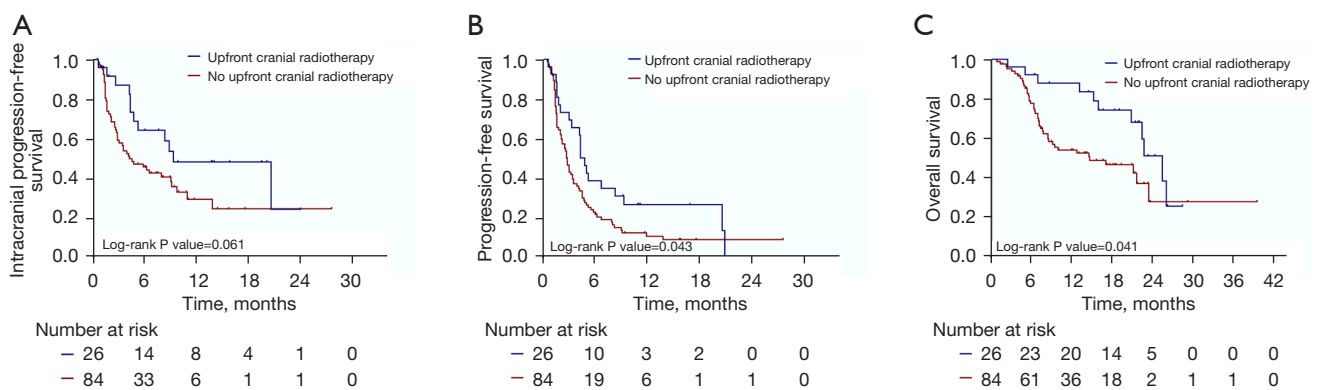 A
Intracranial progression-free
survival
1.0
0.8
0.6
0.4
0.2
0.0
Upfront cranial radiotherapy
No upfront cranial radiotherapy
Log-rank P value=0.061
0 6 12 18 24 30
Time, months
Number at risk
26 14 8 4 1 0
84 33 6 1 1 0
B
Progression-free survival
1.0
0.8
0.6
0.4
0.2
0.0
Upfront cranial radiotherapy
No upfront cranial radiotherapy
Log-rank P value=0.043
0 6 12 18 24 30
Time, months
Number at risk
26 10 3 2 0 0
84 19 6 1 1 0
C
Overall survival
1.0
0.8
0.6
0.4
0.2
0.0
Upfront cranial radiotherapy
No upfront cranial radiotherapy
Log-rank P value=0.041
0 6 12 18 24 30 36 42
Time, months
Number at risk
26 23 20 14 5 0 0 0
84 61 36 18 2 1 1 0